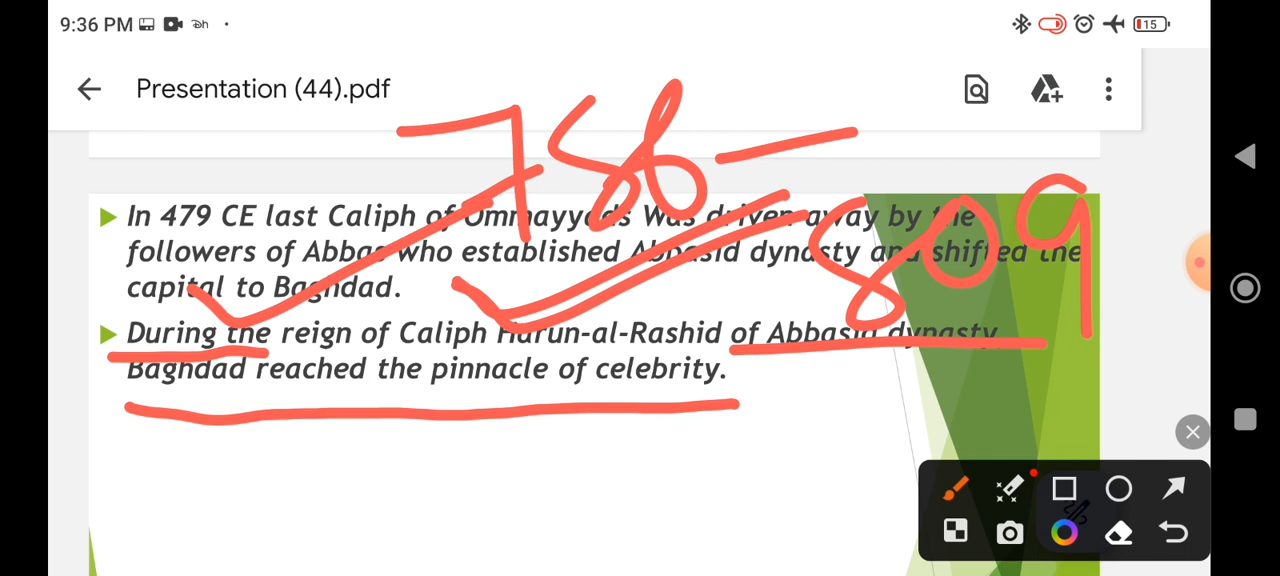 9:36 PM
15
Presentation (44).pdf
786 - 809
In 479 CE last Caliph of Ommayyads Was driven away by the
followers of Abbas who established Abbasid dynasty and shifted the
capital to Baghdad.
During the reign of Caliph Harun-al-Rashid of Abbasid dynasty
Baghdad reached the pinnacle of celebrity.